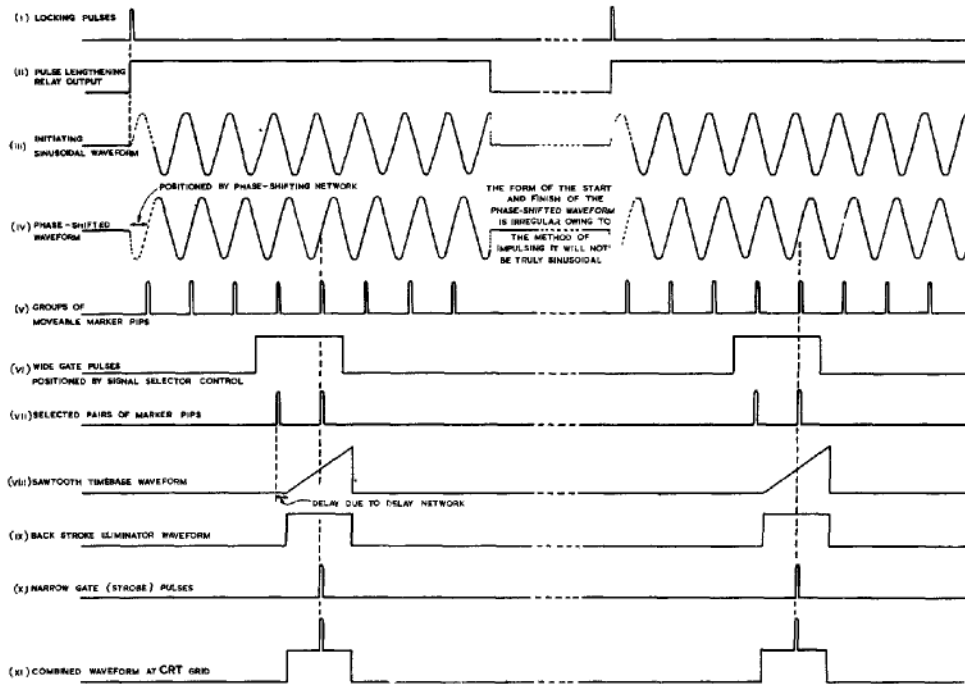 (I) LOCKING PULSES
(II) PULSE LENGTHENING
RELAY OUTPUT
(III) INITIATING
SINUSOIDAL WAVEFORM
POSITIONED BY PHASE-SHIFTING NETWORK
(IV) PHASE-SHIFTED
WAVEFORM
THE FORM OF THE START
AND FINISH OF THE
PHASE-SHIFTED WAVEFORM
IS IRREGULAR OWING TO
THE METHOD OF
IMPULSING IT WILL NOT
BE TRULY SINUSOIDAL
(V) GROUPS OF
MOVEABLE MARKER PIPS
(VI) WIDE GATE PULSES
POSITIONED BY SIGNAL SELECTOR CONTROL
(VII) SELECTED PAIRS OF MARKER PIPS
(VIII) SAWTOOTH TIMEBASE WAVEFORM
DELAY DUE TO DELAY NETWORK
(IX) BACK STROKE ELIMINATOR WAVEFORM
(X) NARROW GATE (STROBE) PULSES
(XI) COMBINED WAVEFORM AT CRT GRID